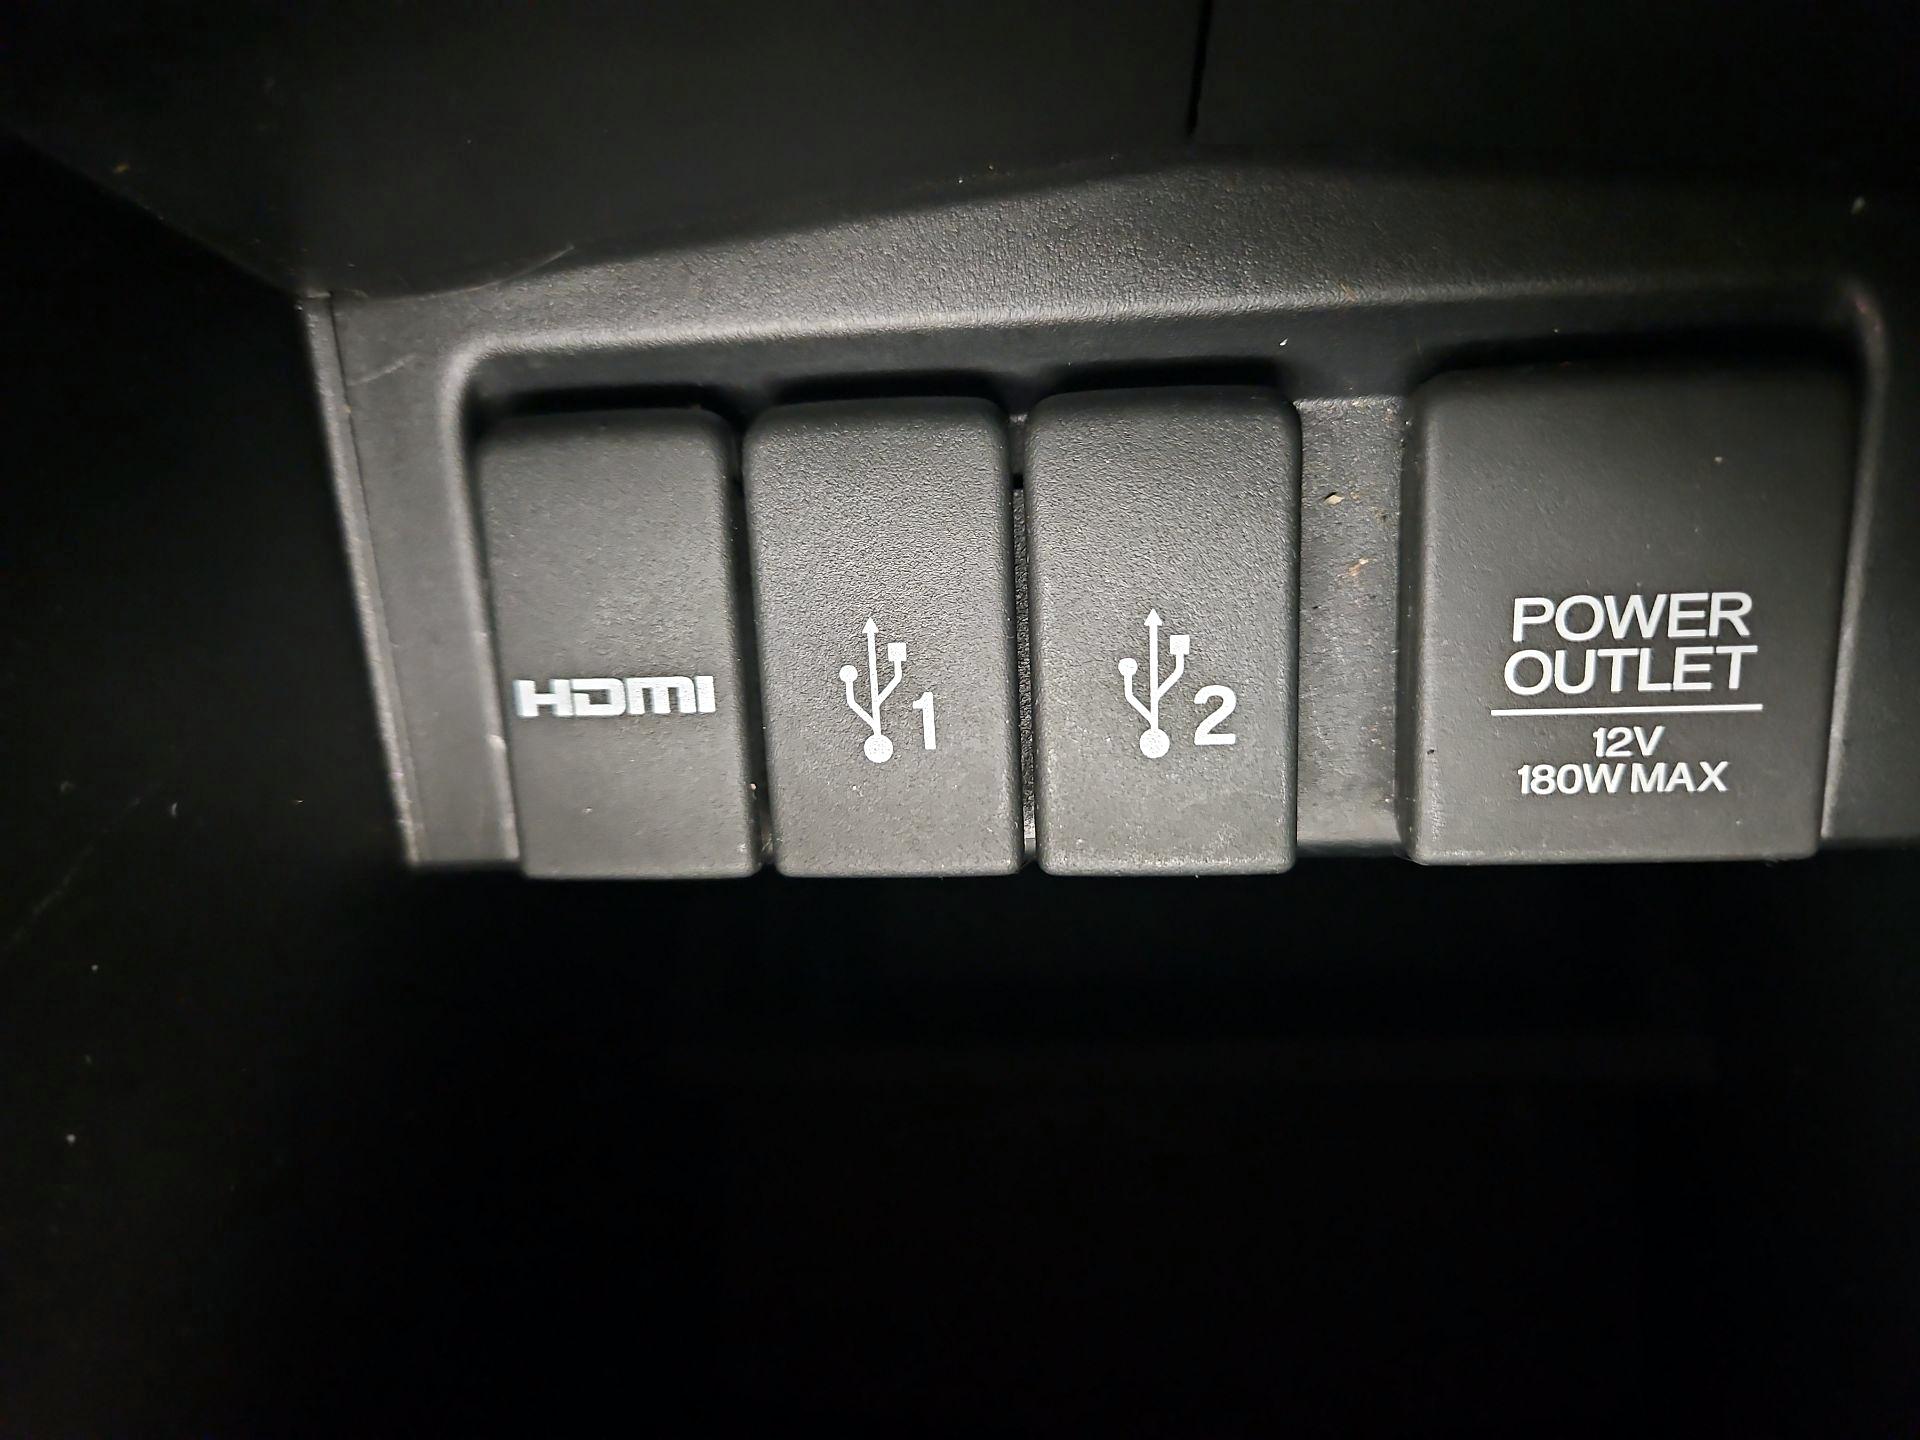 HDMI
1
2
POWER
OUTLET
12V
180W MAX